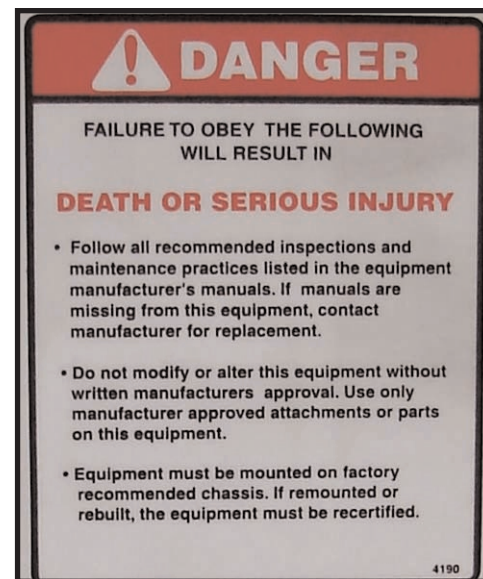 DANGER
FAILURE TO OBEY THE FOLLOWING
WILL RESULT IN
DEATH OR SERIOUS INJURY
• Follow all recommended inspections and
maintenance practices listed in the equipment
manufacturer's manuals. If manuals are
missing from this equipment, contact
manufacturer for replacement.
• Do not modify or alter this equipment without
written manufacturers approval. Use only
manufacturer approved attachments or parts
on this equipment.
• Equipment must be mounted on factory
recommended chassis. If remounted or
rebuilt, the equipment must be recertified.
4190